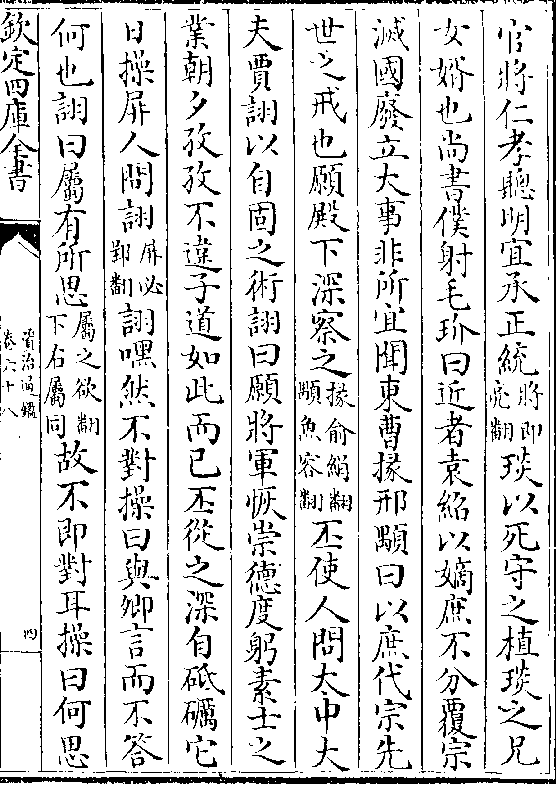 官將仁孝聰明宜承正統將即亮翻琰以死守之植琰之兄
女婿也尚書僕射毛玠曰近者袁紹以嫡庶不分覆宗
滅國廢立大事非所宜聞東曹掾邢顒曰以庶代宗先
世之戒也願殿下深察之掾俞絹翻顒魚容翻丕使人問太中大
夫賈詡以自固之術詡曰願將軍恢崇德度躬素士之
業朝夕孜孜不違子道如此而已丕從之深自砥礪它
日操屏人問詡屏必郢翻詡嘿然不對操曰與卿言而不答
何也詡曰屬有所思屬之欲翻下右屬同故不即對耳操曰何思
欽定四庫全書
資治通鑑
卷六十八
四